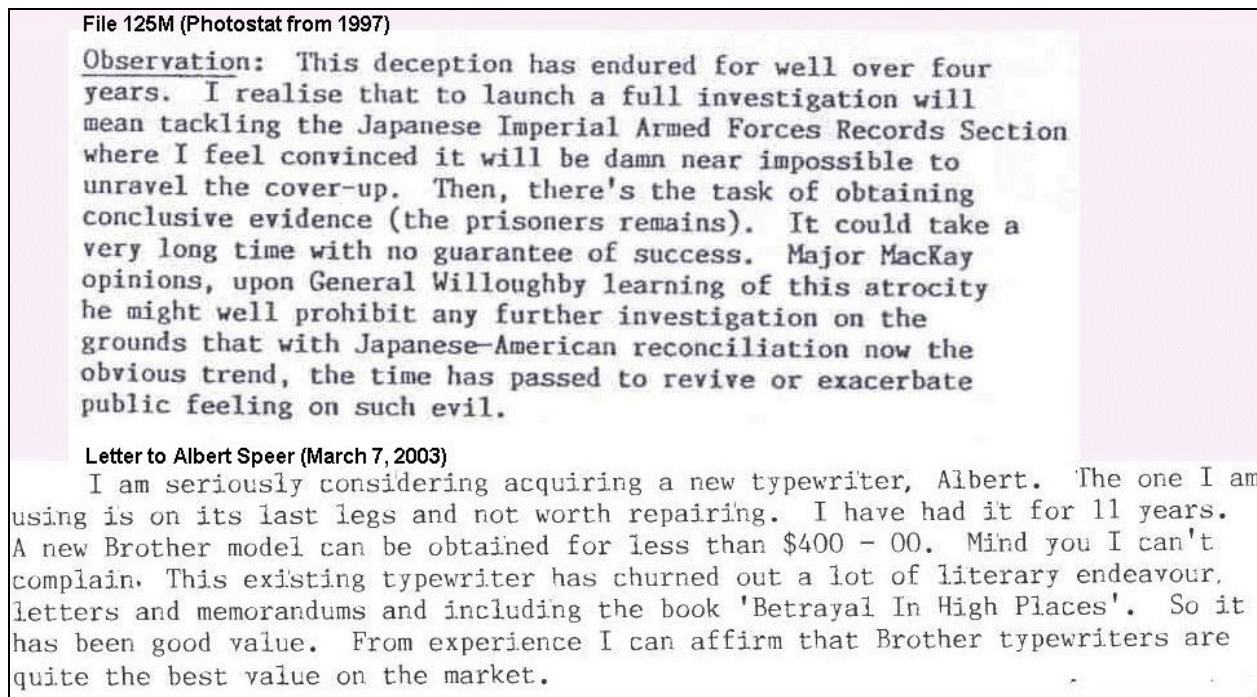 File 125M (Photostat from 1997)
Observation: This deception has endured for well over four
years. I realise that to launch a full investigation will
mean tackling the Japanese Imperial Armed Forces Records Section
where I feel convinced it will be damn near impossible to
unravel the cover-up. Then, there's the task of obtaining
conclusive evidence (the prisoners remains). It could take a
very long time with no guarantee of success. Major MacKay
opinions, upon General Willoughby learning of this atrocity
he might well prohibit any further investigation on the
grounds that with Japanese-American reconciliation now the
obvious trend, the time has passed to revive or exacerbate
public feeling on such evil.
Letter to Albert Speer (March 7, 2003)
I am seriously considering acquiring a new typewriter, Albert. The one I am
using is on its last legs and not worth repairing. I have had it for 11 years.
A new Brother model can be obtained for less than $400 - 00. Mind you I can't
complain. This existing typewriter has churned out a lot of literary endeavour,
letters and memorandums and including the book 'Betrayal In High Places'. So it
has been good value. From experience I can affirm that Brother typewriters are
quite the best value on the market.